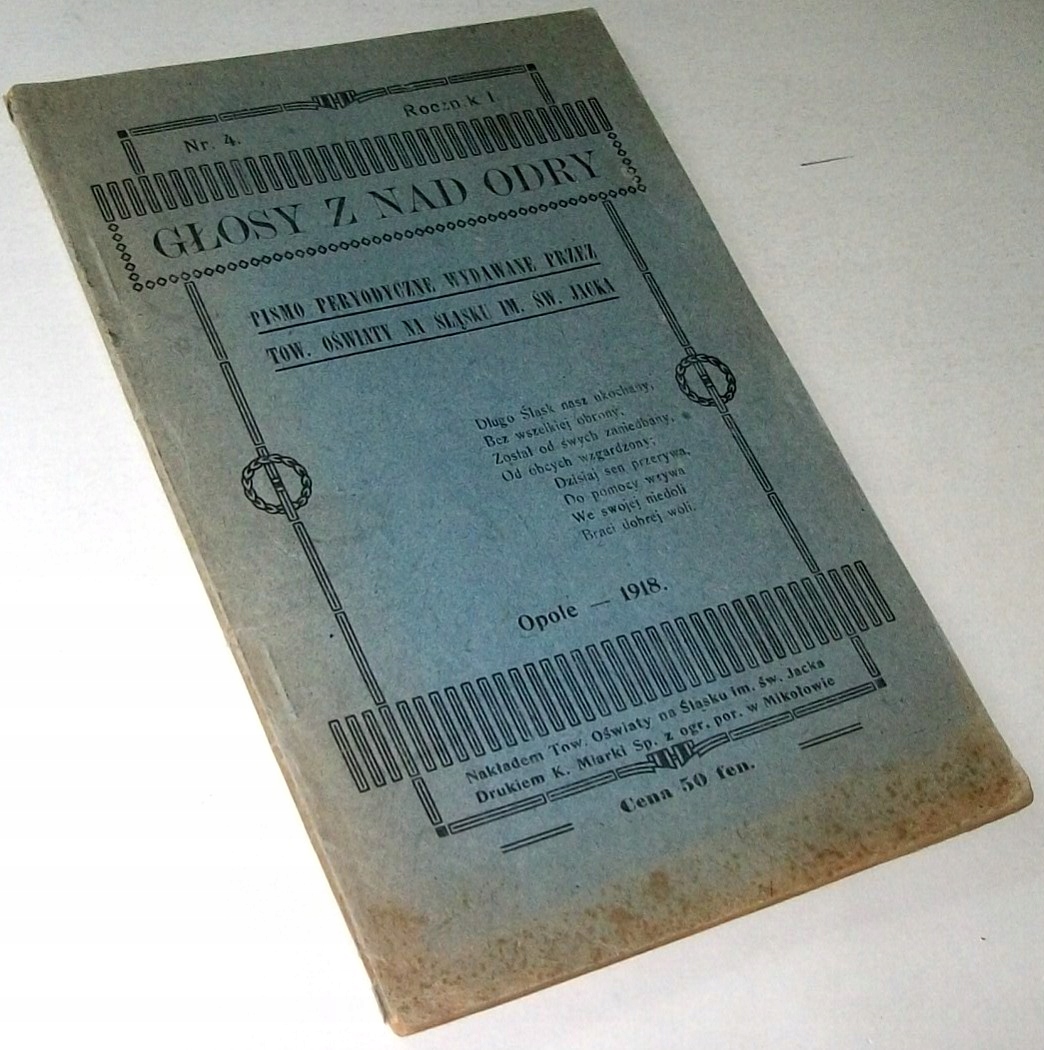 Nr. 4. Rocznik I.
GŁOSY Z NAD ODRY
PISMO PERYODYCZNE WYDAWANE PRZEZ
TOW. OŚWIATY NA ŚLĄSKU IM. ŚW. JACKA
Długo Śląsk nasz ukochany,
Bez wszelkiej obrony,
Został od swych zaniedbany,
Od obcych wzgardzony;
Dzisiaj sen przerywa,
Do pomocy wzywa
We swojej niedoli
Braci dobrej woli.
Opole — 1918.
Nakładem Tow. Oświaty na Śląsku im. św. Jacka
Drukiem K. Miarki Sp. z ogr. por. w Mikołowie
Cena 50 fen.